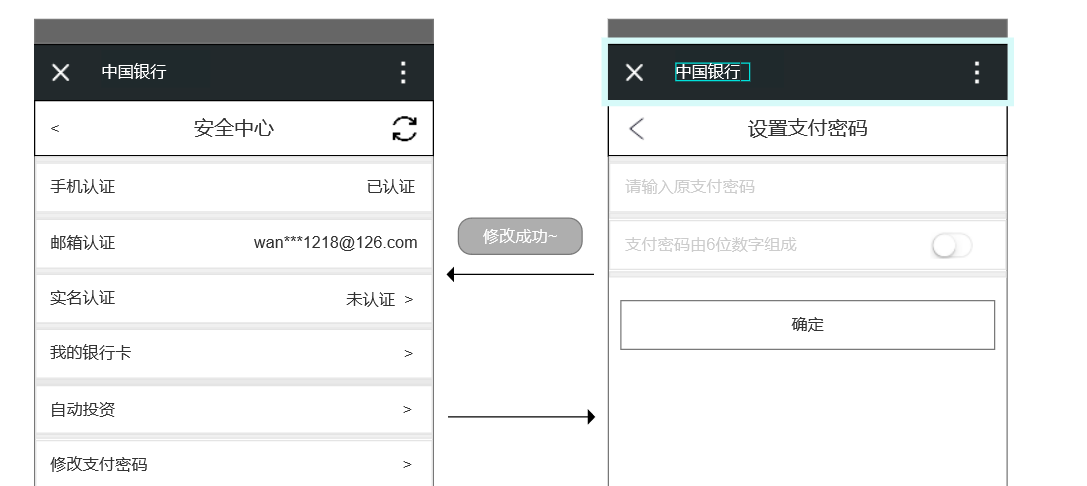 中国银行
< 安全中心
手机认证 已认证
邮箱认证 wan***1218@126.com
实名认证 未认证 >
我的银行卡 >
自动投资 >
修改支付密码 >
修改成功~
中国银行
设置支付密码
请输入原支付密码
支付密码由6位数字组成
确定